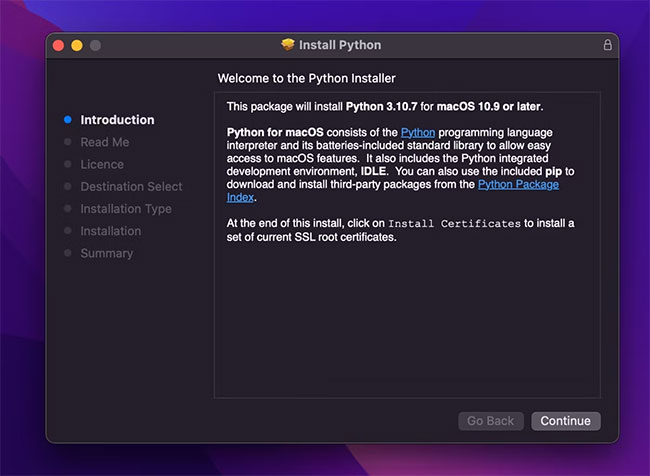 Install Python
Welcome to the Python Installer
Introduction
Read Me
Licence
Destination Select
Installation Type
Installation
Summary
This package will install Python 3.10.7 for macOS 10.9 or later.
Python for macOS consists of the Python programming language
interpreter and its batteries-included standard library to allow easy
access to macOS features.  It also includes the Python integrated
development environment, IDLE.  You can also use the included pip to
download and install third-party packages from the Python Package
Index.
At the end of this install, click on Install Certificates to install a
set of current SSL root certificates.
Go Back
Continue